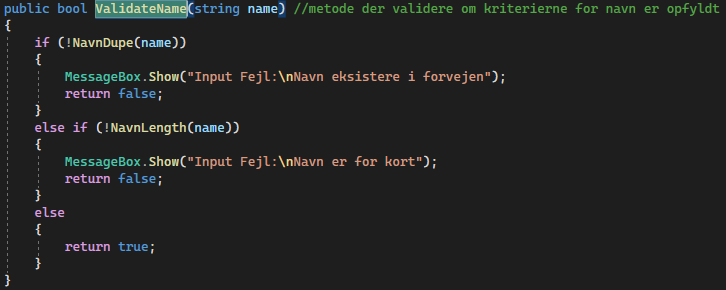 public bool ValidateName(string name) //metode der validere om kriterierne for navn er opfyldt
{
if (!NavnDupe(name))
{
MessageBox.Show("Input Fejl:\nNavn eksistere i forvejen");
return false;
}
else if (!NavnLength(name))
{
MessageBox.Show("Input Fejl:\nNavn er for kort");
return false;
}
else
{
return true;
}
}